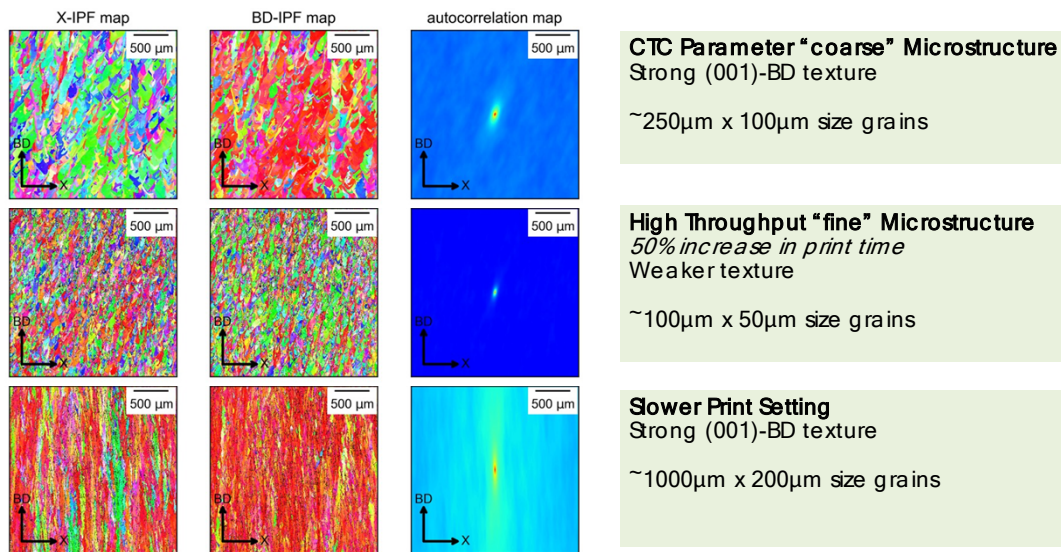 X-IPF map
BD-IPF map
autocorrelation map
500 µm
500 µm
500 µm
BD
X
BD
X
BD
X
CTC Parameter “coarse” Microstructure
Strong (001)-BD texture
~250µm x 100µm size grains
500 µm
500 µm
500 µm
BD
X
BD
X
BD
X
High Throughput “fine” Microstructure
50% increase in print time
Weaker texture
~100µm x 50µm size grains
500 µm
500 µm
500 µm
BD
X
BD
X
BD
X
Slower Print Setting
Strong (001)-BD texture
~1000µm x 200µm size grains